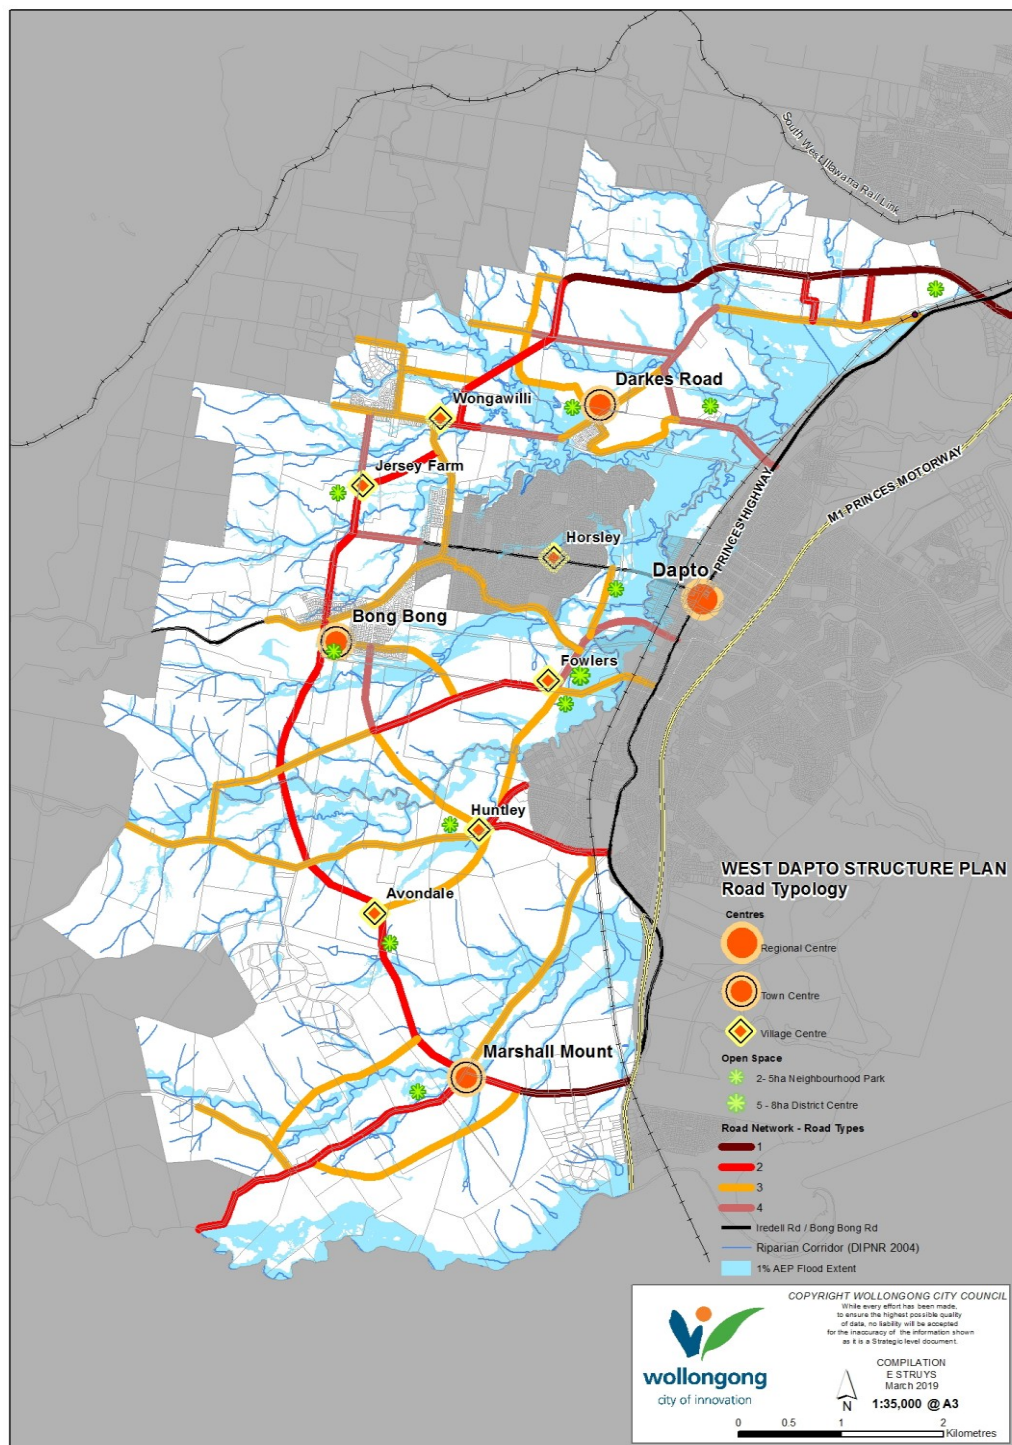 South West Illawarra Rail Link
Darkes Road
Wongawilli
M1 PRINCES MOTORWAY
Jersey Farm
PRINCES HIGHWAY
Horsley
Dapto
Bong Bong
Fowlers
Huntley
Avondale
Marshall Mount
WEST DAPTO STRUCTURE PLAN
Road Typology
Centres
Regional Centre
Town Centre
Village Centre
Open Space
2- 5ha Neighbourhood Park
5 - 8ha District Centre
Road Network - Road Types
1
2
3
4
Iredell Rd / Bong Bong Rd
Riparian Corridor (DIPNR 2004)
1% AEP Flood Extent
wollongong
city of innovation
COPYRIGHT WOLLONGONG CITY COUNCIL
While every effort has been made,
to ensure the highest possible quality
of data, no liability will be accepted
for the inaccuracy of the information shown
as it is a Strategic level document.
COMPILATION
E STRUYS
March 2019
N
1:35,000 @ A3
0 0.5 1 2
Kilometres